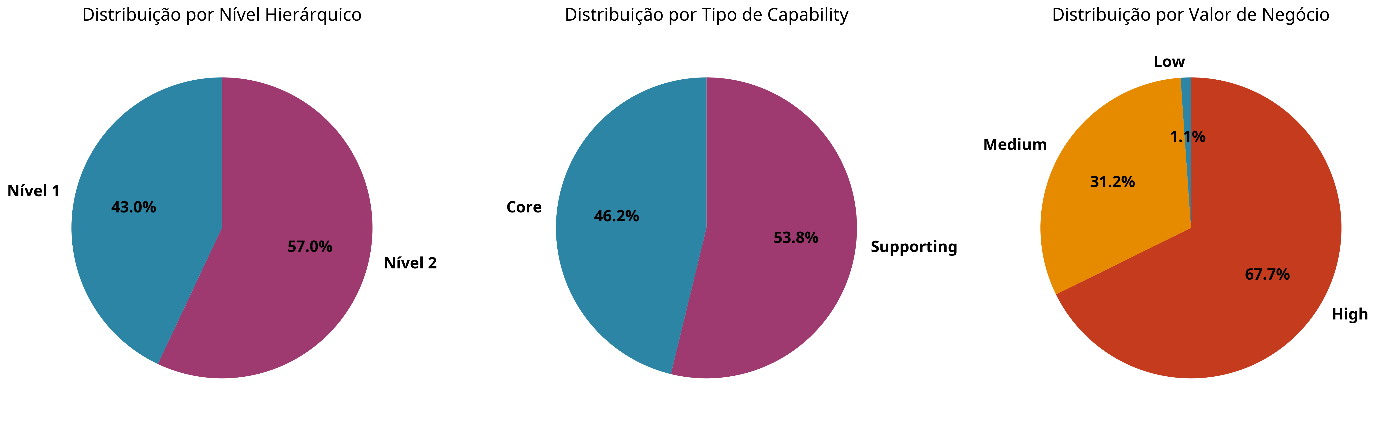 Distribuição por Nível Hierárquico
Nível 1
43.0%
57.0%
Nível 2
Distribuição por Tipo de Capability
Core
46.2%
53.8%
Supporting
Distribuição por Valor de Negócio
Low
1.1%
Medium
31.2%
67.7%
High